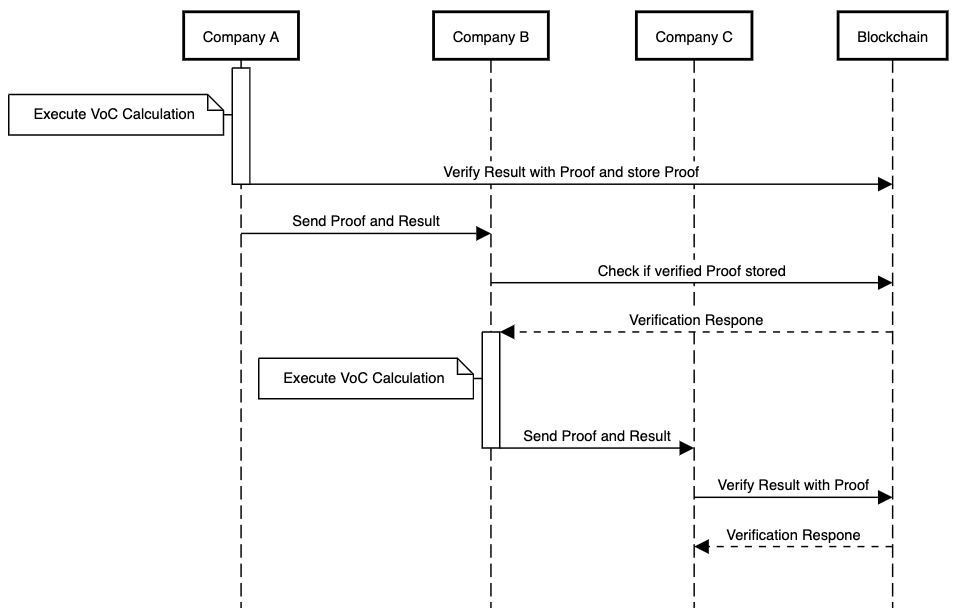 Company A
Company B
Company C
Blockchain
Execute VoC Calculation
Verify Result with Proof and store Proof
Send Proof and Result
Check if verified Proof stored
Verification Respone
Execute VoC Calculation
Send Proof and Result
Verify Result with Proof
Verification Respone